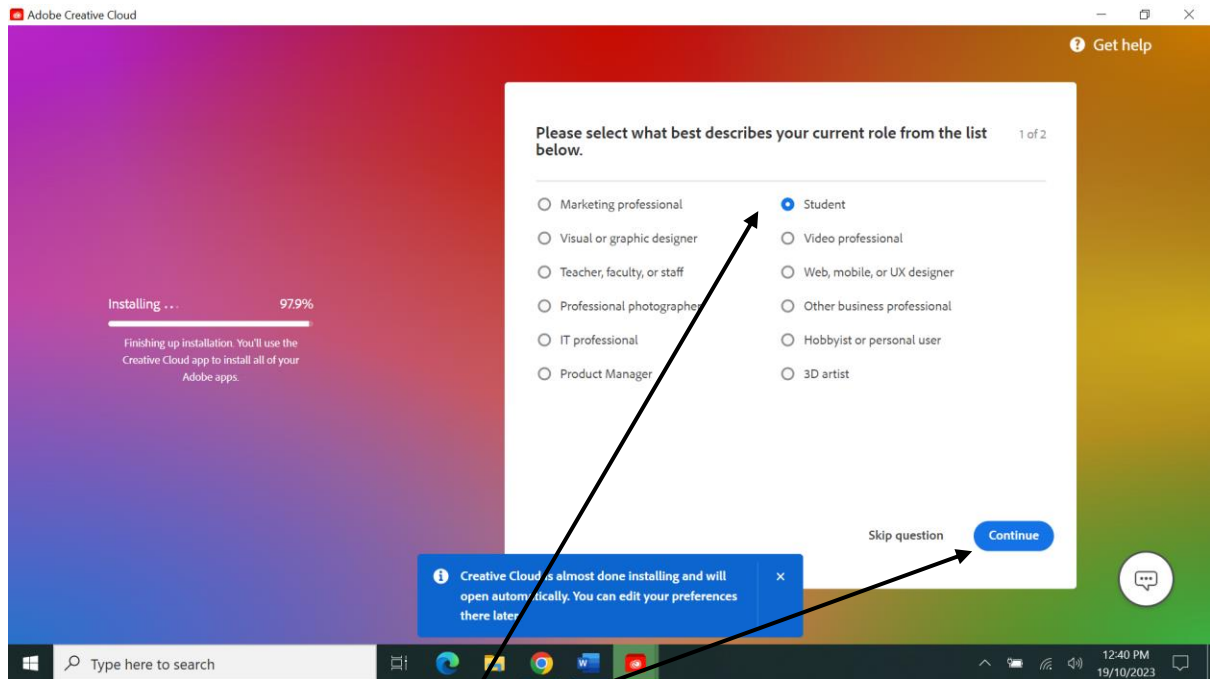 Adobe Creative Cloud
Get help
Please select what best describes your current role from the list
below.
1 of 2
Marketing professional
Student
Visual or graphic designer
Video professional
Teacher, faculty, or staff
Web, mobile, or UX designer
Professional photographer
Other business professional
IT professional
Hobbyist or personal user
Product Manager
3D artist
Installing ...
97.9%
Finishing up installation. You'll use the
Creative Cloud app to install all of your
Adobe apps.
Skip question
Continue
Creative Cloud is almost done installing and will
open automatically. You can edit your preferences
there later.
Type here to search
12:40 PM
19/10/2023